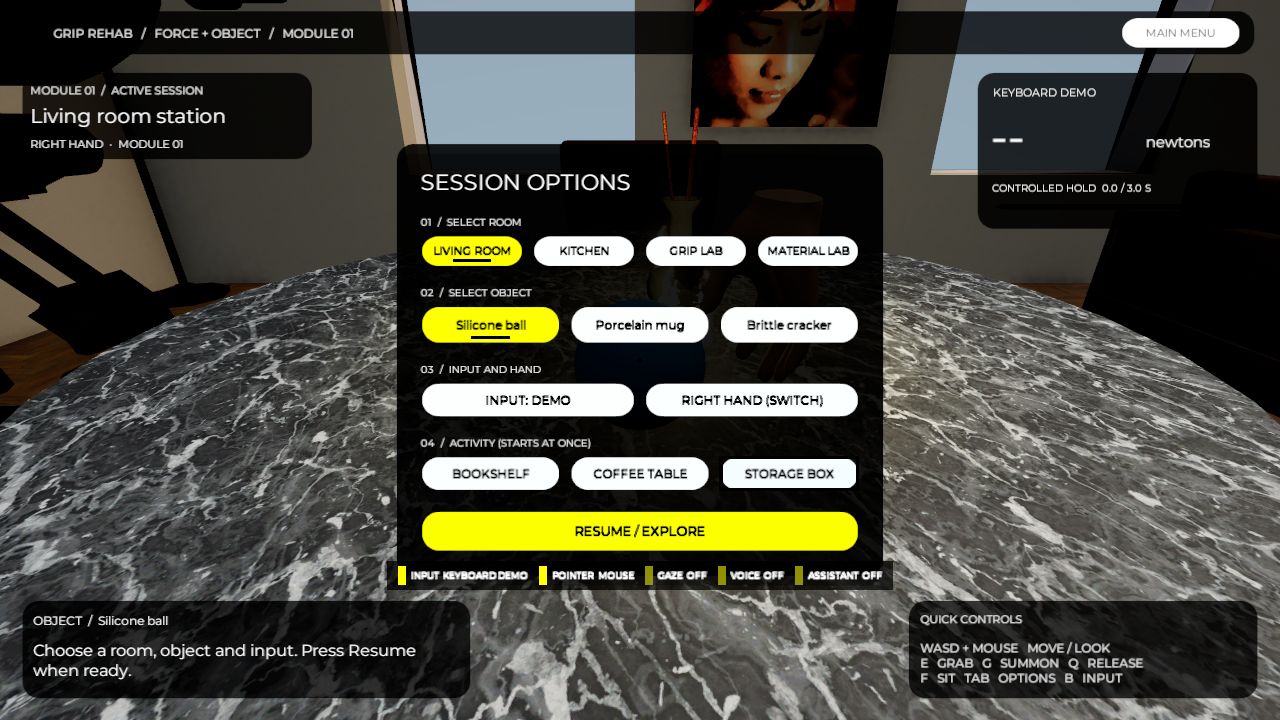 GRIP REHAB / FORCE + OBJECT / MODULE 01
MAIN MENU
MODULE 01 / ACTIVE SESSION
Living room station
RIGHT HAND · MODULE 01
KEYBOARD DEMO
-- newtons
CONTROLLED HOLD 0.0 / 3.0 S
SESSION OPTIONS
01 / SELECT ROOM
LIVING ROOM KITCHEN GRIP LAB MATERIAL LAB
02 / SELECT OBJECT
Silicone ball Porcelain mug Brittle cracker
03 / INPUT AND HAND
INPUT: DEMO RIGHT HAND (SWITCH)
04 / ACTIVITY (STARTS AT ONCE)
BOOKSHELF COFFEE TABLE STORAGE BOX
RESUME / EXPLORE
INPUT KEYBOARD DEMO POINTER MOUSE GAZE OFF VOICE OFF ASSISTANT OFF
OBJECT / Silicone ball
Choose a room, object and input. Press Resume
when ready.
QUICK CONTROLS
WASD + MOUSE MOVE / LOOK
E GRAB G SUMMON Q RELEASE
F SIT TAB OPTIONS B INPUT